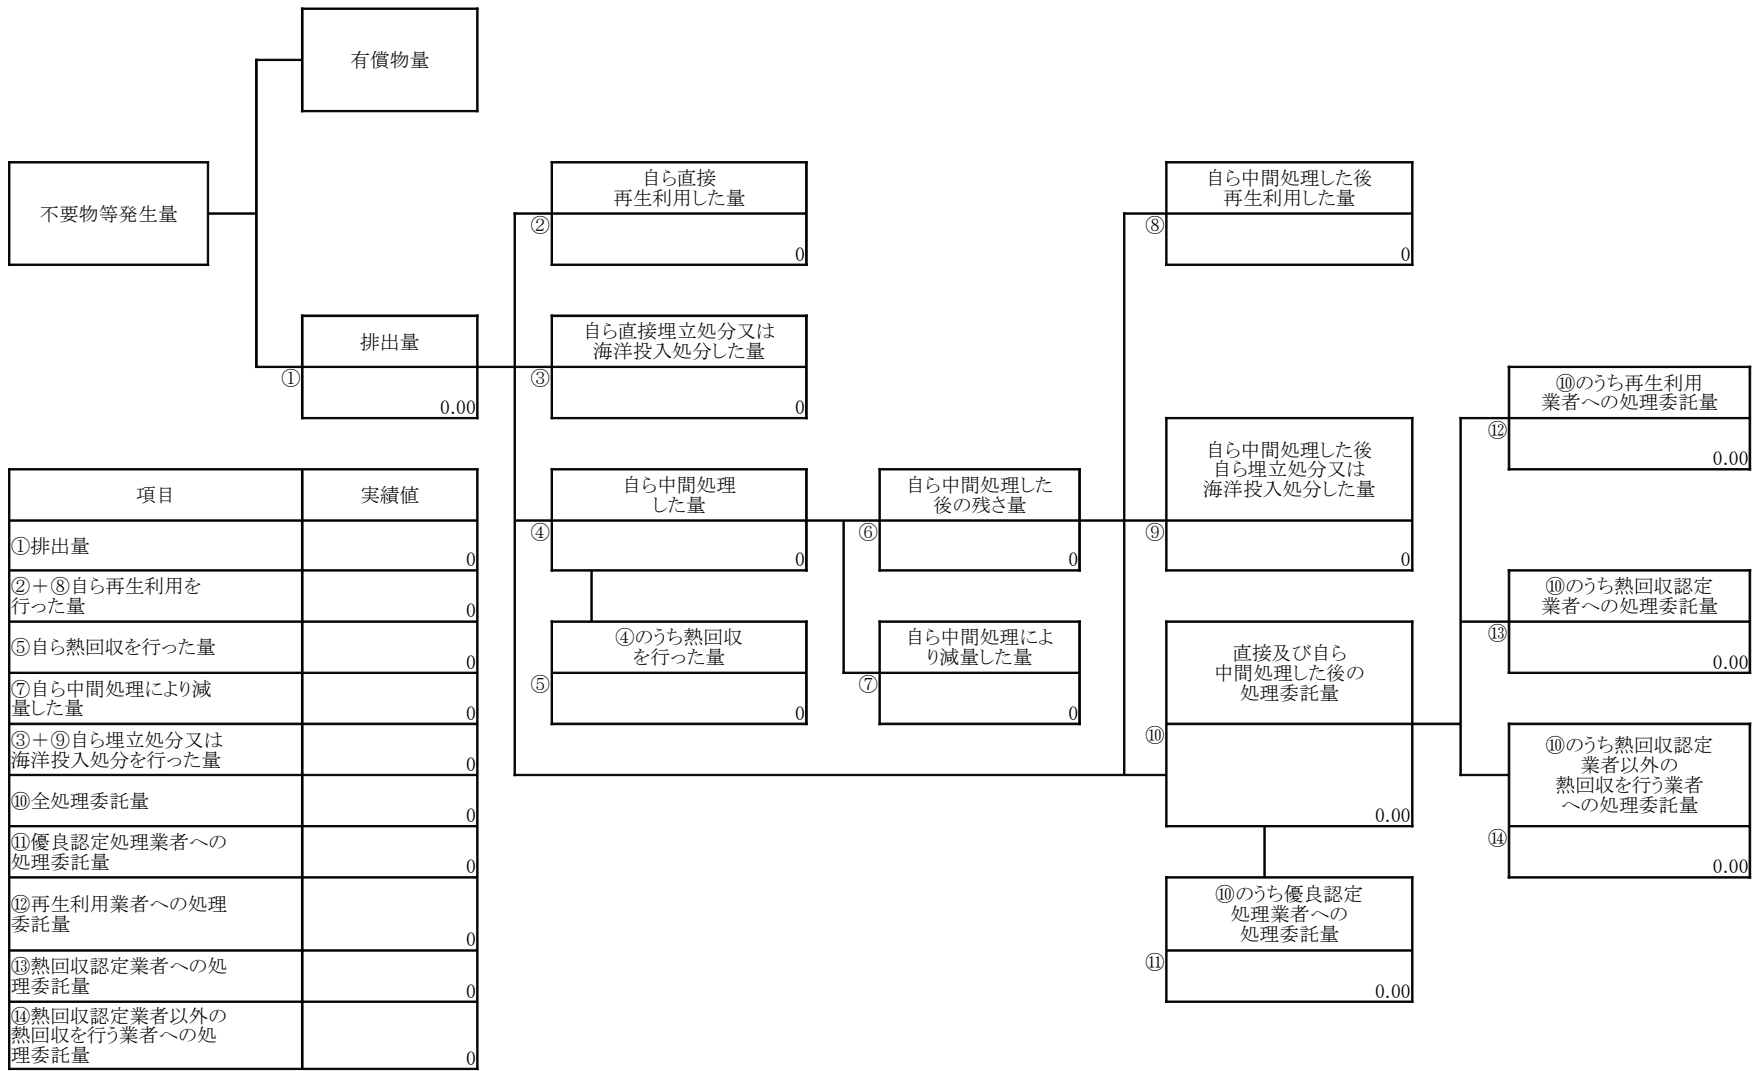 有償物量
不要物等発生量
排出量
①
0.00
自ら直接
再生利用した量
②
0
自ら直接埋立処分又は
海洋投入処分した量
③
0
自ら中間処理
した量
④
0
④のうち熱回収
を行った量
⑤
0
自ら中間処理した
後の残さ量
⑥
0
自ら中間処理によ
り減量した量
⑦
0
自ら中間処理した後
再生利用した量
⑧
0
自ら中間処理した後
自ら埋立処分又は
海洋投入処分した量
⑨
0
直接及び自ら
中間処理した後の
処理委託量
⑩
0.00
⑩のうち優良認定
処理業者への
処理委託量
⑪
0.00
⑩のうち再生利用
業者への処理委託量
⑫
0.00
⑩のうち熱回収認定
業者への処理委託量
⑬
0.00
⑩のうち熱回収認定
業者以外の
熱回収を行う業者
への処理委託量
⑭
0.00
項目 実績値
①排出量
0
②+⑧自ら再生利用を
行った量
0
⑤自ら熱回収を行った量
0
⑦自ら中間処理により減
量した量
0
③+⑨自ら埋立処分又は
海洋投入処分を行った量
0
⑩全処理委託量
0
⑪優良認定処理業者への
処理委託量
0
⑫再生利用業者への処理
委託量
0
⑬熱回収認定業者への処
理委託量
0
⑭熱回収認定業者以外の
熱回収を行う業者への処
理委託量
0